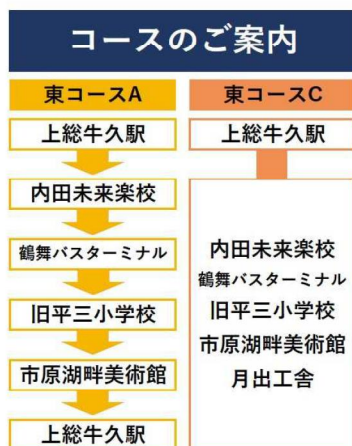 コースのご案内
東コースA
上総牛久駅
内田未来楽校
鶴舞バスターミナル
旧平三小学校
市原湖畔美術館
上総牛久駅
東コースC
上総牛久駅
内田未来楽校
鶴舞バスターミナル
旧平三小学校
市原湖畔美術館
月出工舎